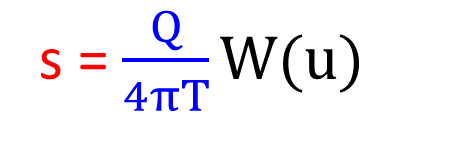 s = Q/4πT W(u)